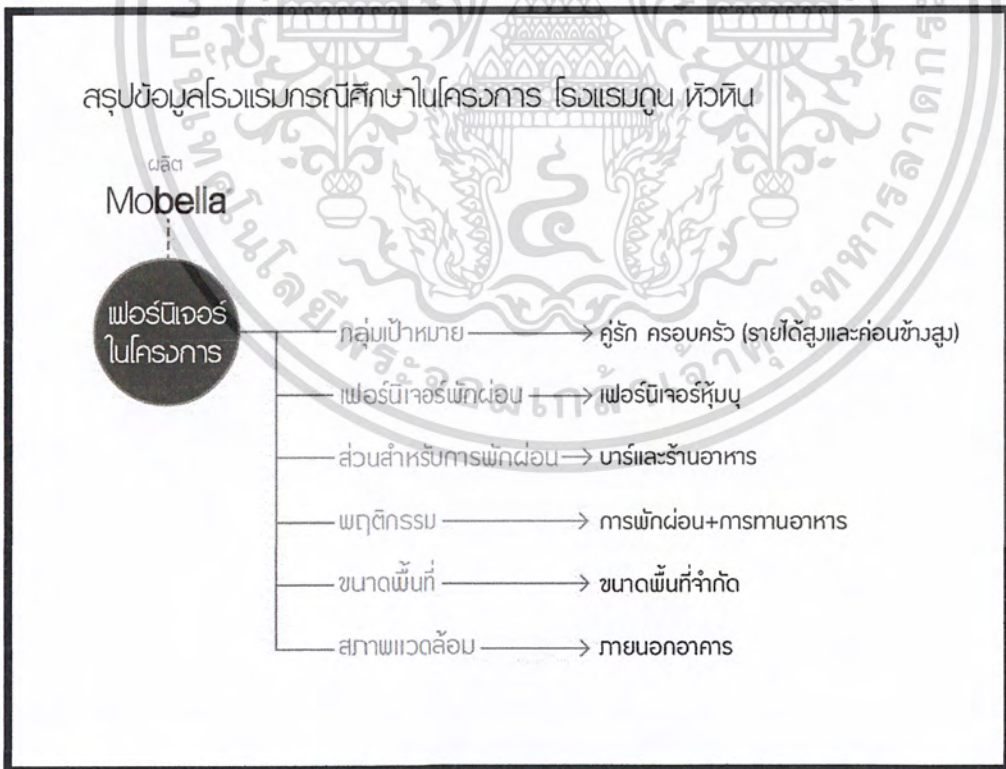 สรุปข้อมูลโรงแรมกรณีศึกษาในโครงการ โรงแรมดูน หัวหิน
ผลิต
Mobella
เฟอร์นิเจอร์
ในโครงการ
กลุ่มเป้าหมาย → คู่รัก ครอบครัว (รายได้สูงและค่อนข้างสูง)
เฟอร์นิเจอร์พักผ่อน → เฟอร์นิเจอร์หุ้มบุ
ส่วนสำหรับการพักผ่อน → บาร์และร้านอาหาร
พฤติกรรม → การพักผ่อน+การทานอาหาร
ขนาดพื้นที่ → ขนาดพื้นที่จำกัด
สภาพแวดล้อม → ภายนอกอาคาร